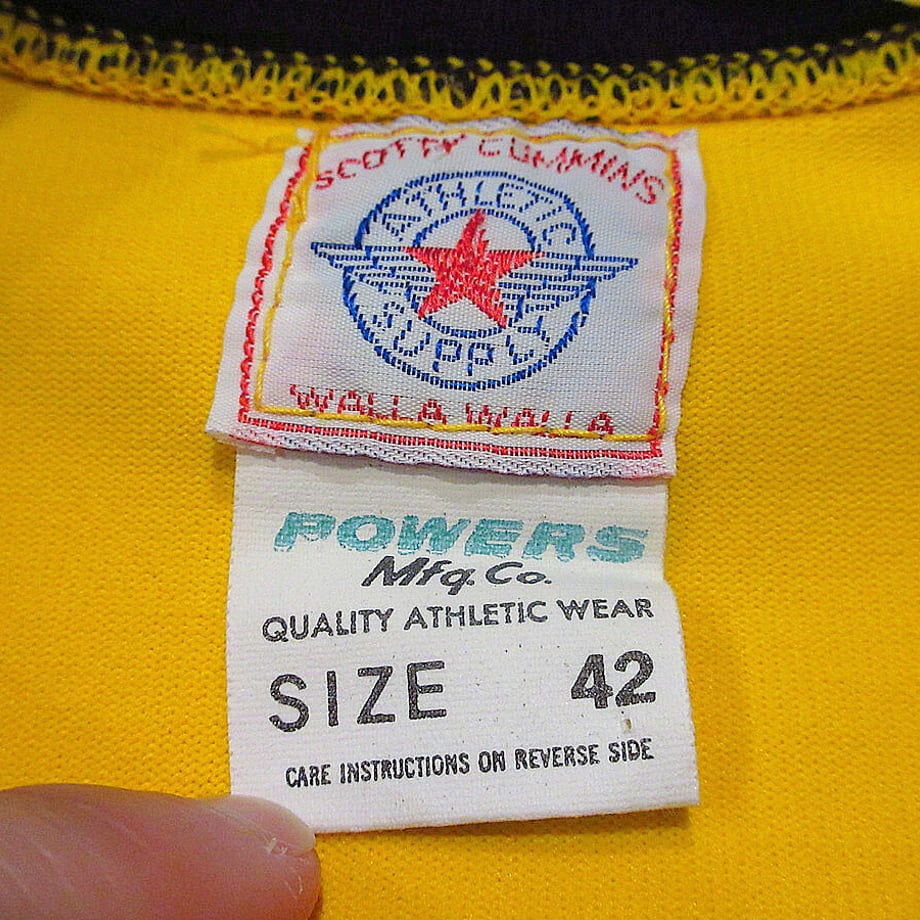 SCOTTY CUMMINS
ATHLETIC
SUPPLY
WALLA WALLA
POWERS
Mfg. Co.
QUALITY ATHLETIC WEAR
SIZE 42
CARE INSTRUCTIONS ON REVERSE SIDE